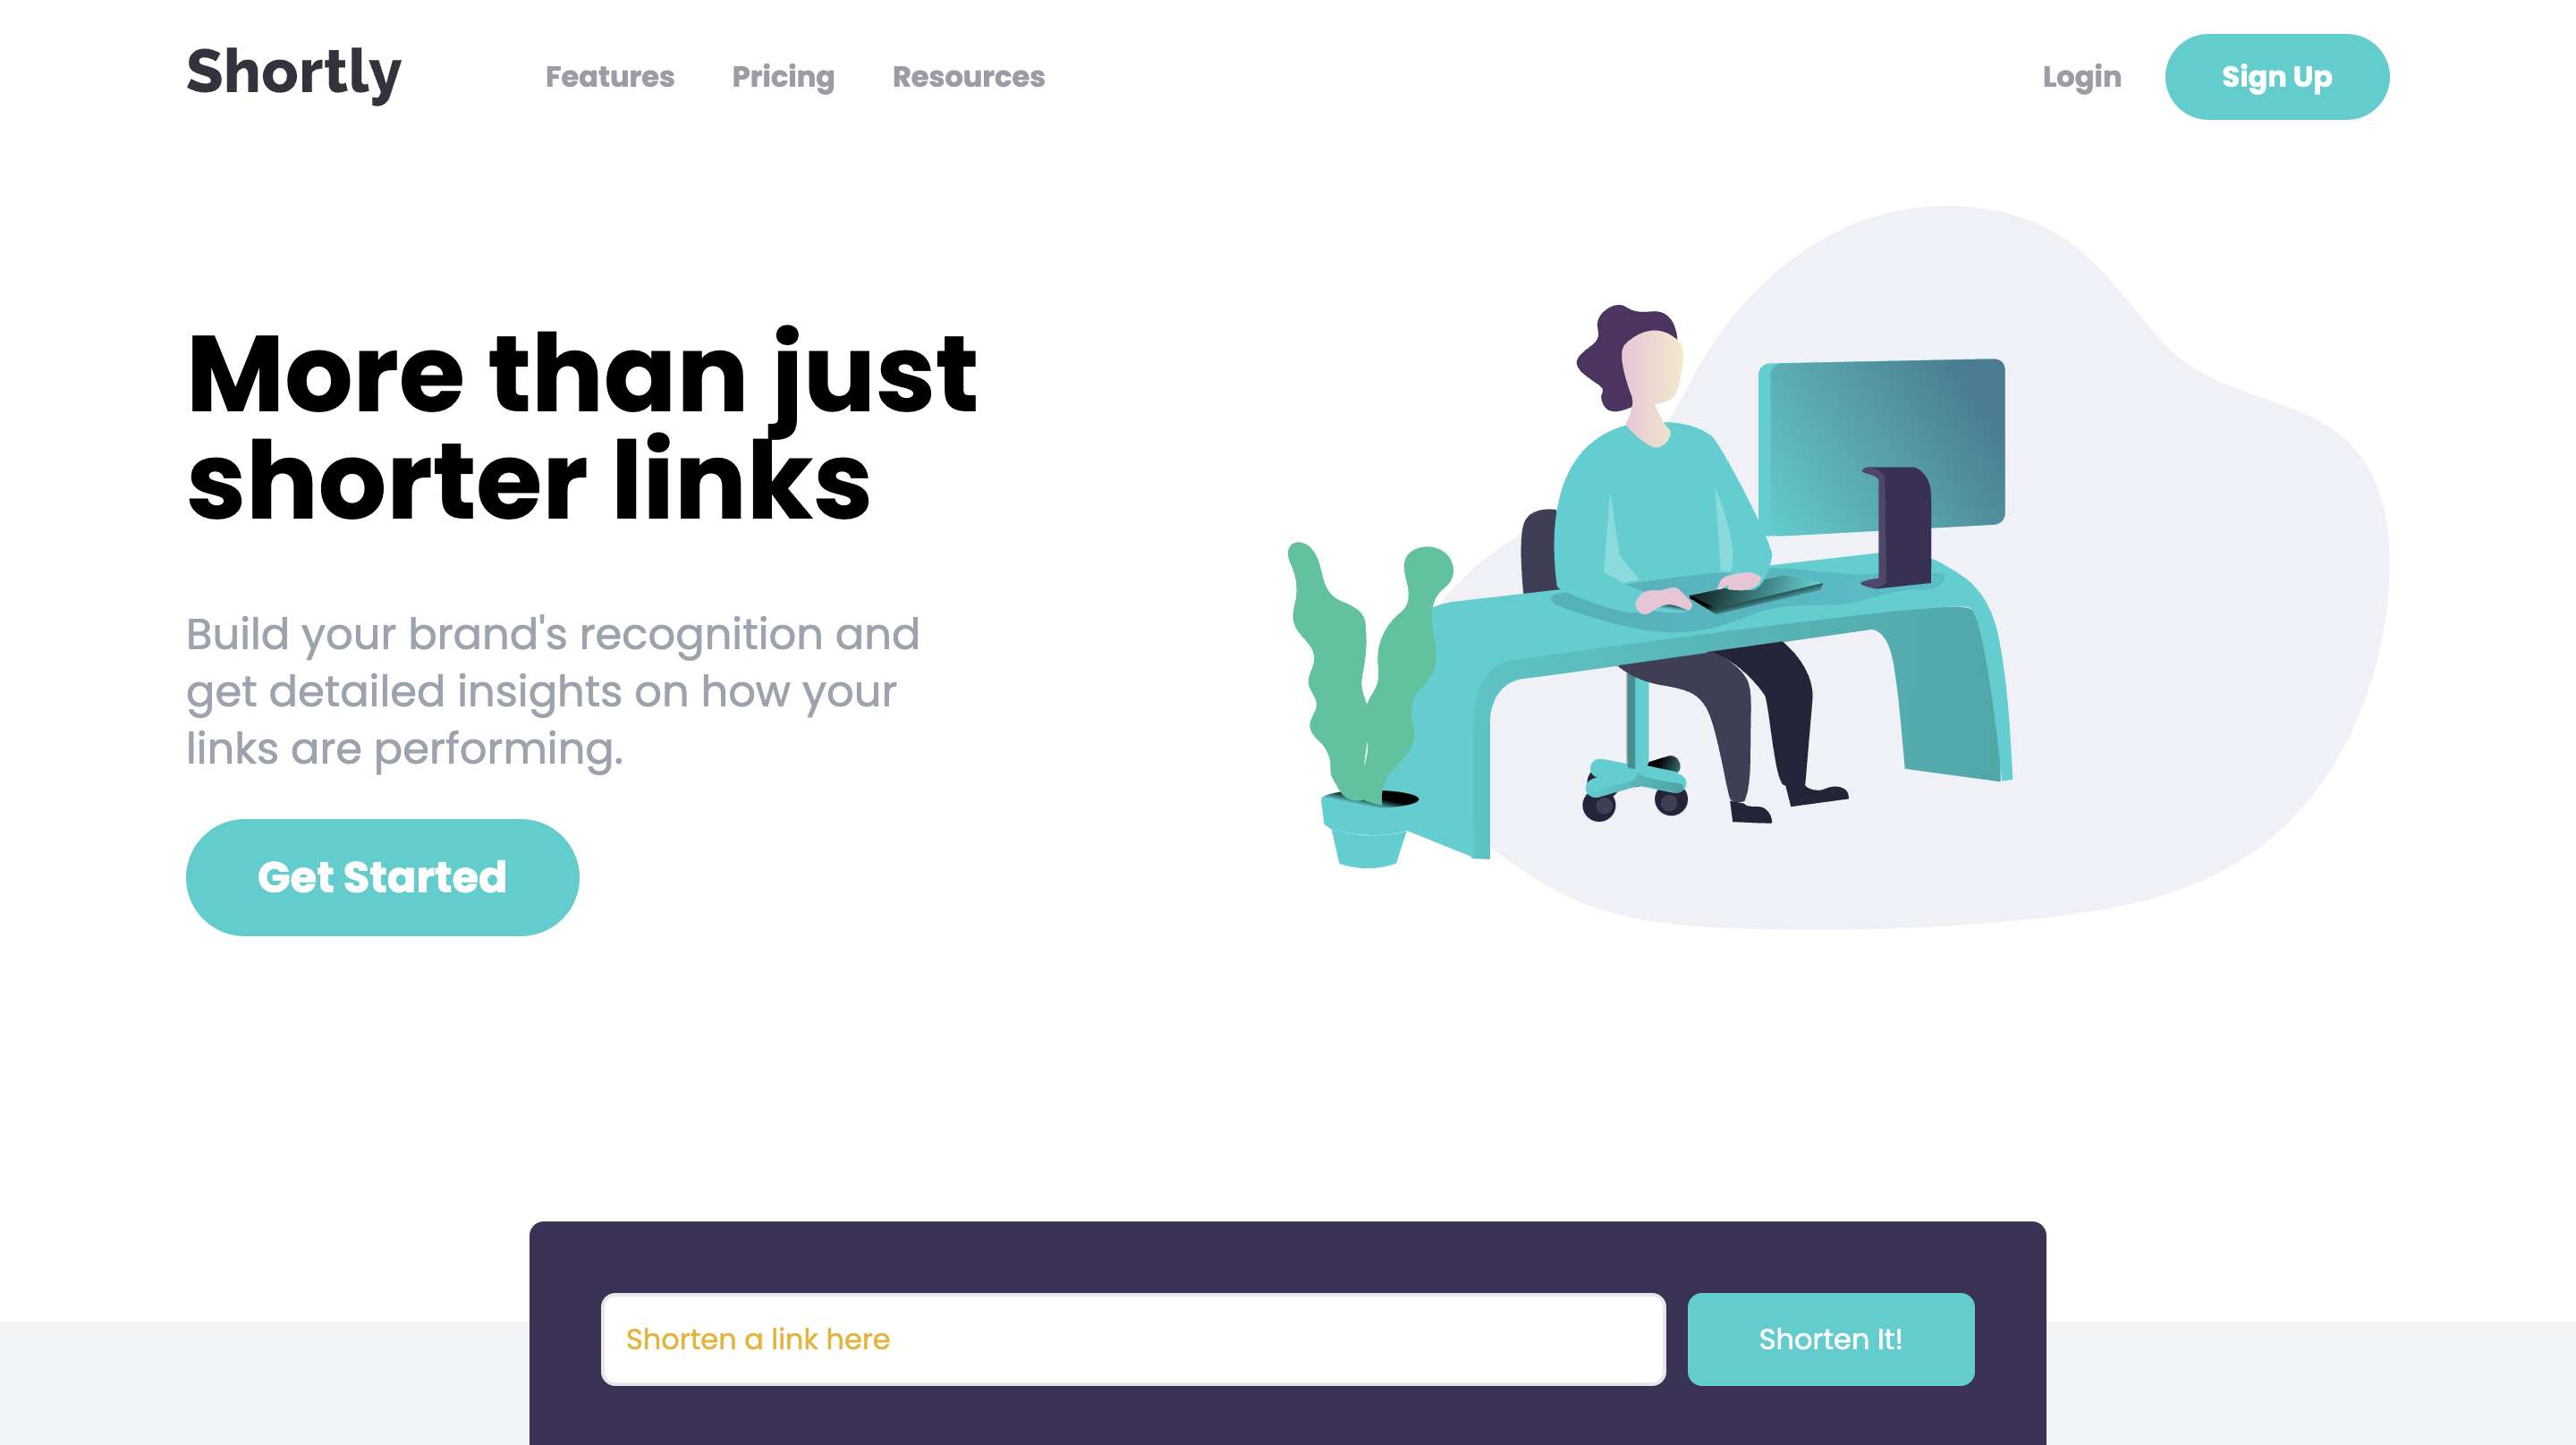 Shortly
Features
Pricing
Resources
Login
Sign Up
More than just
shorter links
Build your brand's recognition and
get detailed insights on how your
links are performing.
Get Started
Shorten a link here
Shorten It!